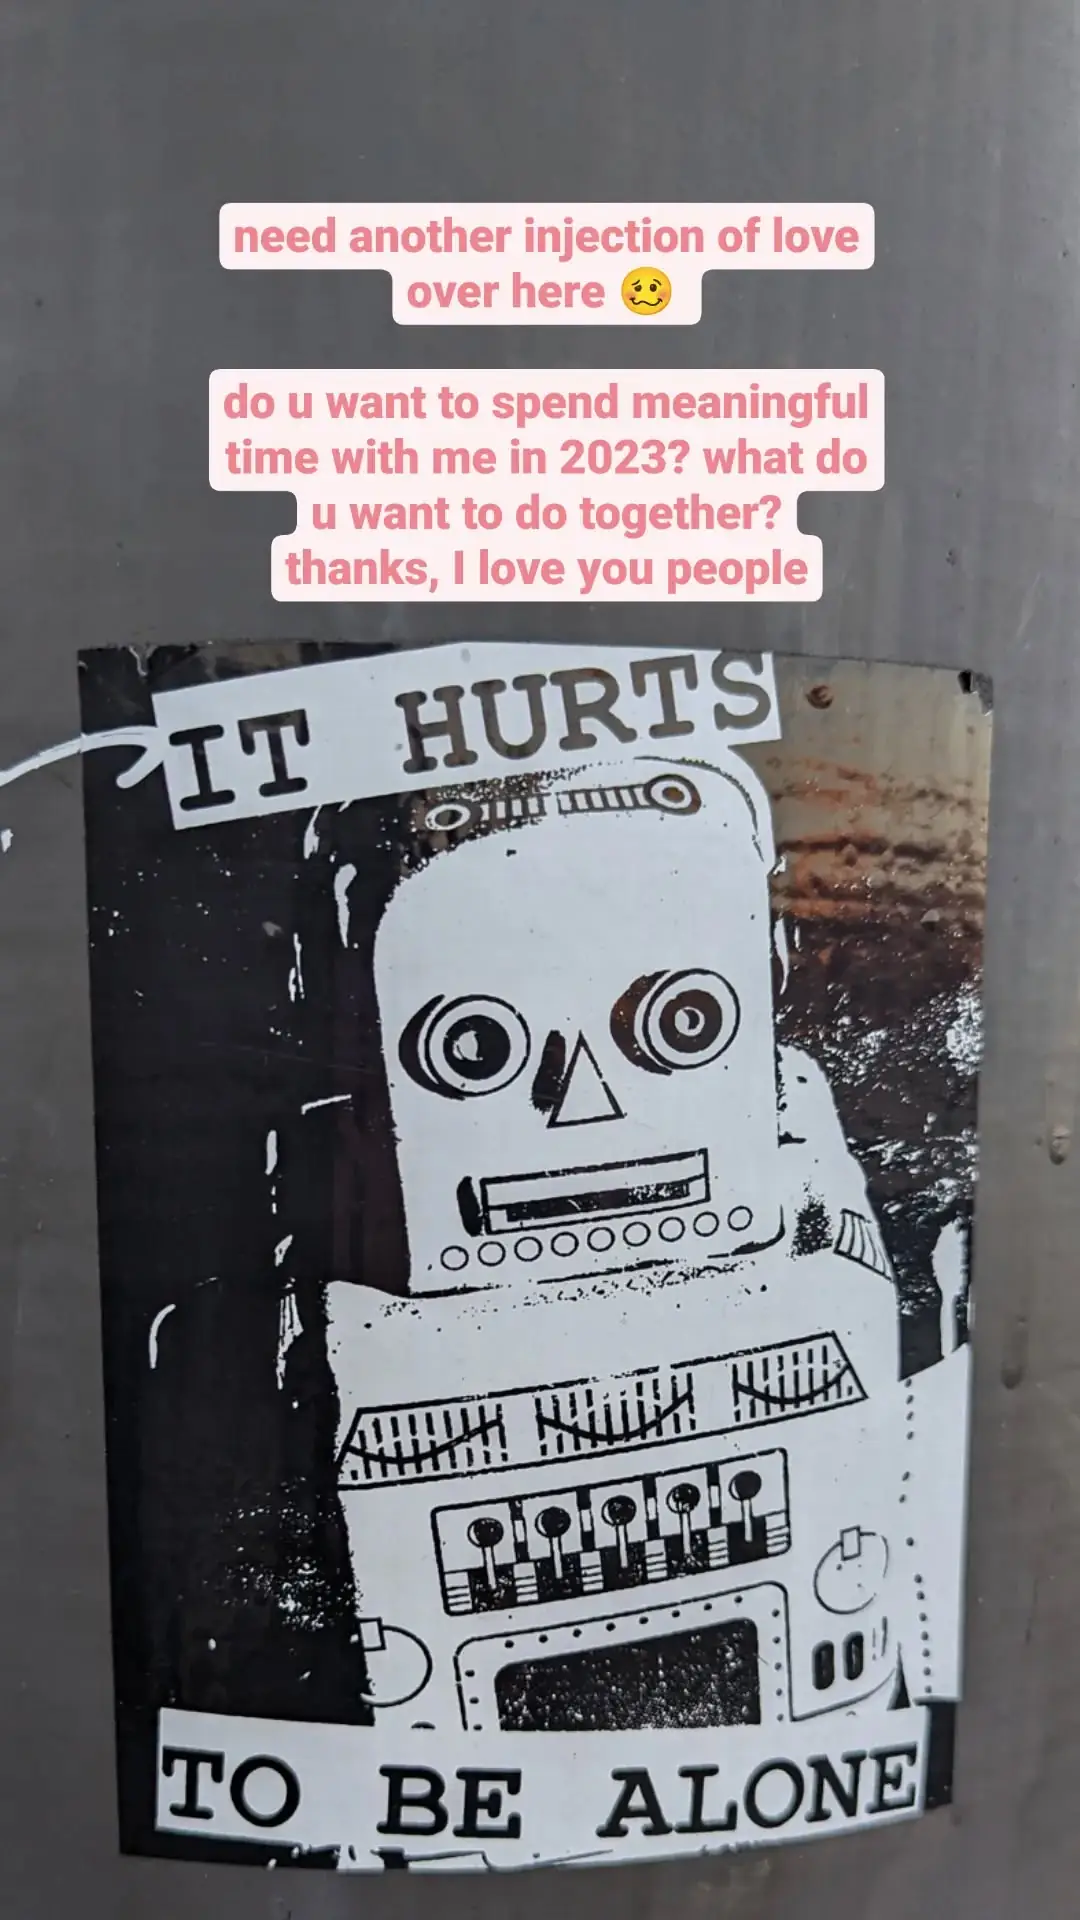 need another injection of love
over here 🥴
do u want to spend meaningful
time with me in 2023? what do
u want to do together?
thanks, I love you people
IT HURTS
TO BE ALONE